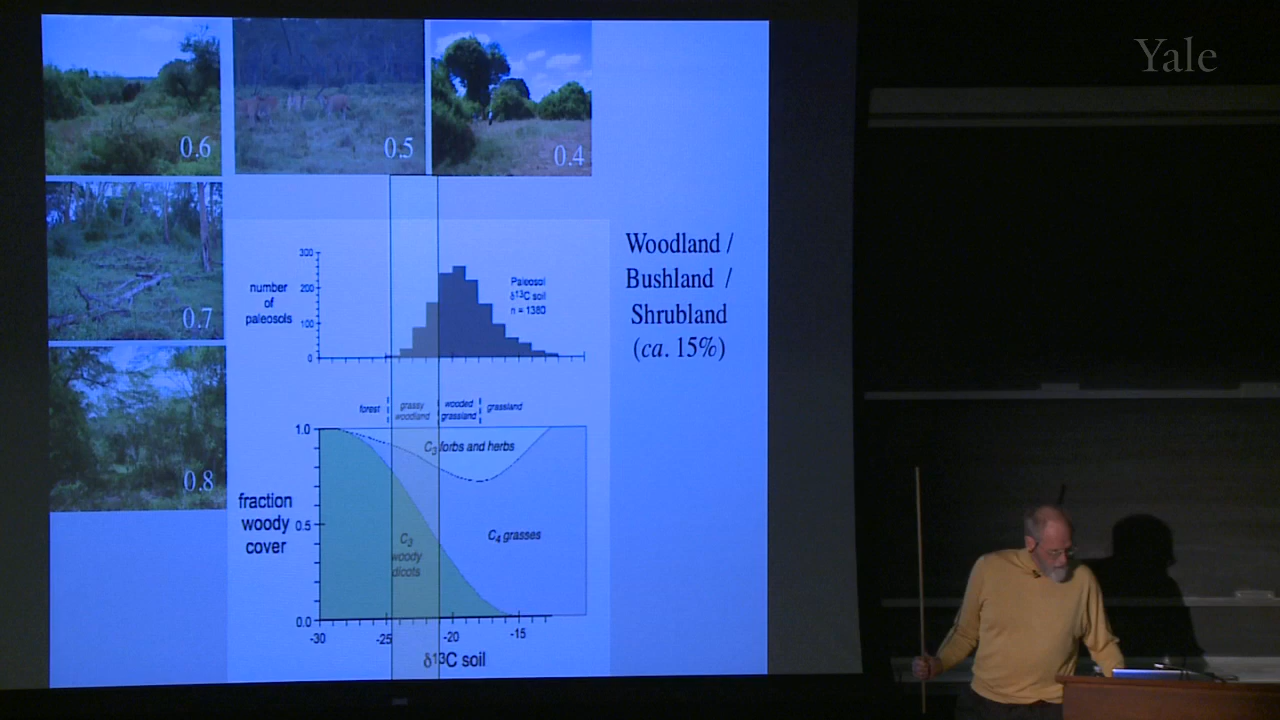 Yale
0.6
0.5
0.4
0.7
0.8
Woodland /
Bushland /
Shrubland
(ca. 15%)
number
of
paleosols
300
200
100
0
Paleosol
δ13C soil
n = 1380
forest
grassy
woodland
wooded
grassland
grassland
fraction
woody
cover
1.0
0.5
0.0
C3 forbs and herbs
C4 grasses
C3
woody
dicots
-30
-25
-20
-15
δ13C soil